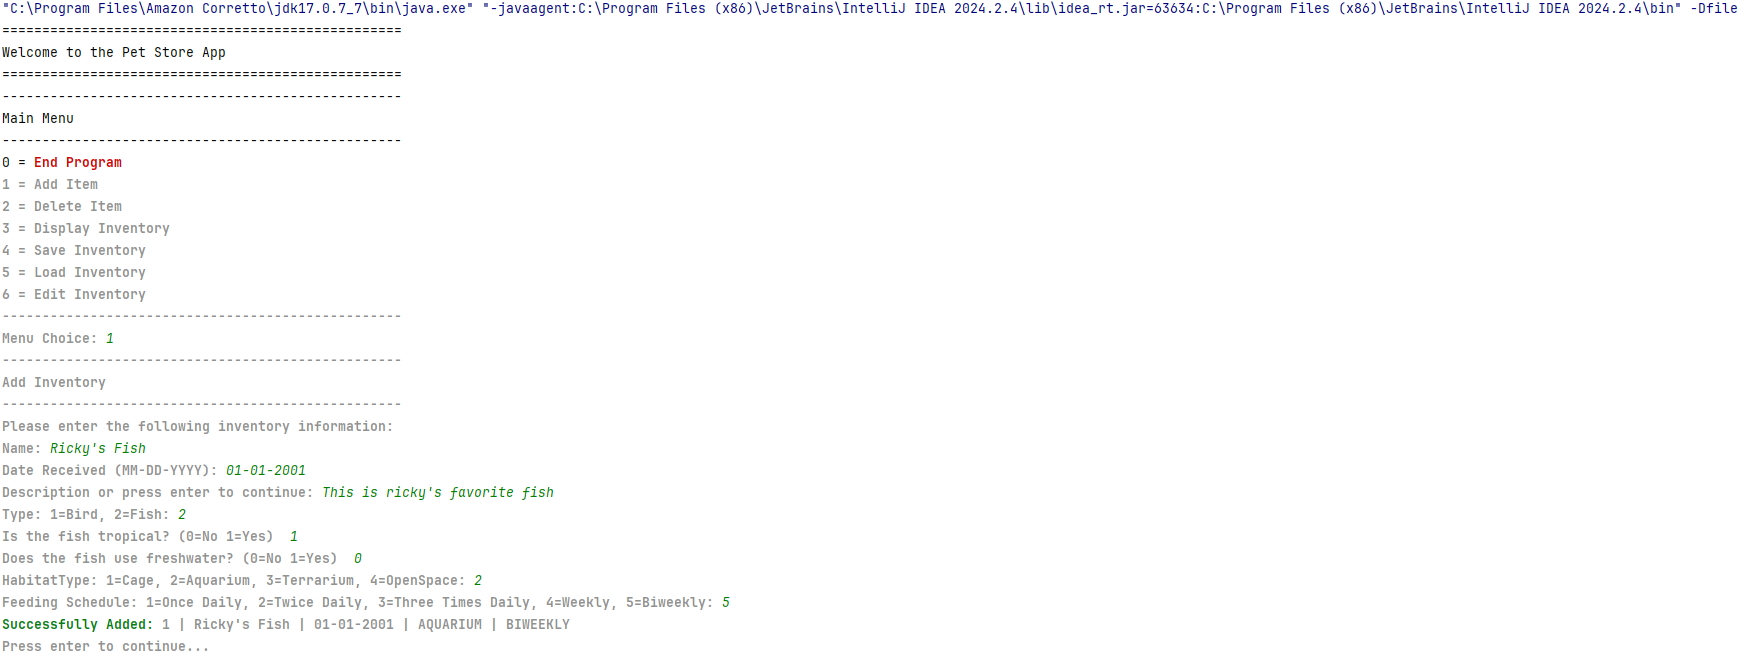 "C:\Program Files\Amazon Corretto\jdk17.0.7_7\bin\java.exe" "-javaagent:C:\Program Files (x86)\JetBrains\IntelliJ IDEA 2024.2.4\lib\idea_rt.jar=63634:C:\Program Files (x86)\JetBrains\IntelliJ IDEA 2024.2.4\bin" -Dfile
==================================================
Welcome to the Pet Store App
==================================================
--------------------------------------------------
Main Menu
--------------------------------------------------
0 = End Program
1 = Add Item
2 = Delete Item
3 = Display Inventory
4 = Save Inventory
5 = Load Inventory
6 = Edit Inventory
--------------------------------------------------
Menu Choice: 1
--------------------------------------------------
Add Inventory
--------------------------------------------------
Please enter the following inventory information:
Name: Ricky's Fish
Date Received (MM-DD-YYYY): 01-01-2001
Description or press enter to continue: This is ricky's favorite fish
Type: 1=Bird, 2=Fish: 2
Is the fish tropical? (0=No 1=Yes)  1
Does the fish use freshwater? (0=No 1=Yes)  0
HabitatType: 1=Cage, 2=Aquarium, 3=Terrarium, 4=OpenSpace: 2
Feeding Schedule: 1=Once Daily, 2=Twice Daily, 3=Three Times Daily, 4=Weekly, 5=Biweekly: 5
Successfully Added: 1 | Ricky's Fish | 01-01-2001 | AQUARIUM | BIWEEKLY
Press enter to continue...